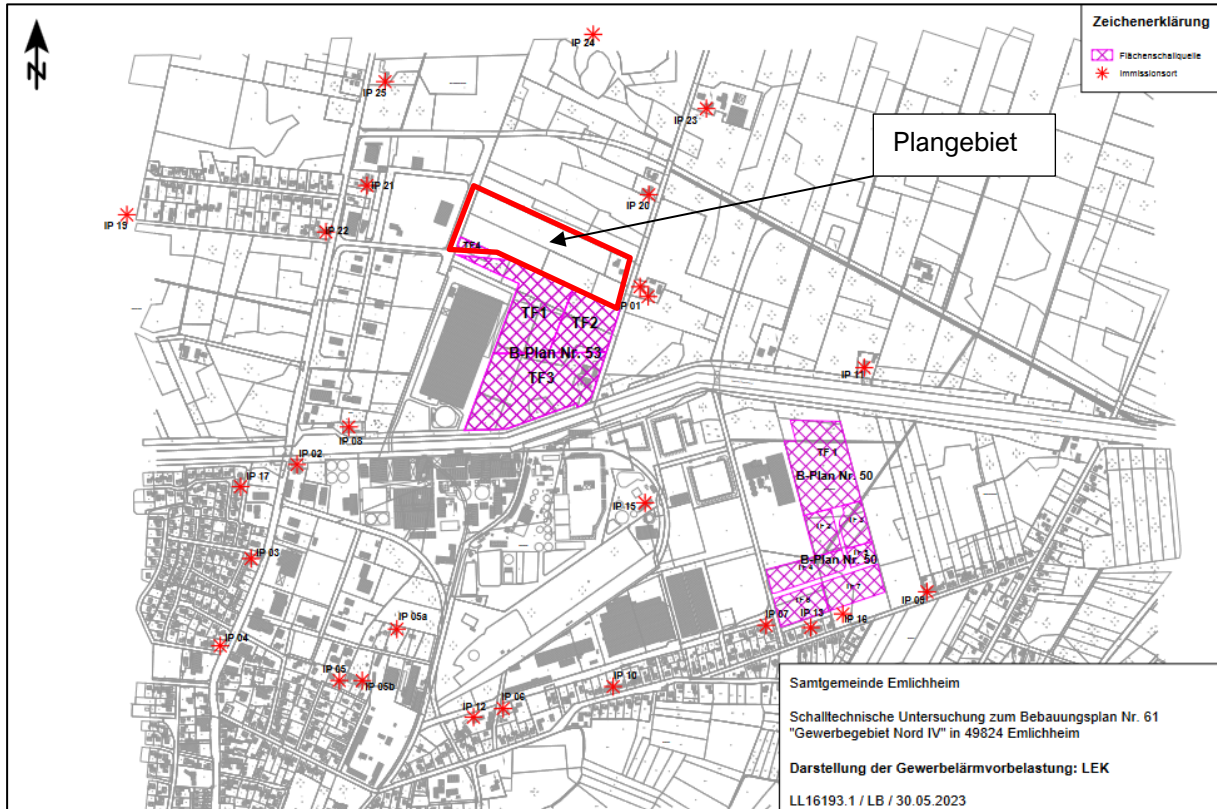 Zeichenerklärung
Flächenschallquelle
Immissionsort
N
IP 24
IP 25
IP 23
Plangebiet
IP 21
IP 20
IP 19
IP 22
TF4
IP 01
TF1
TF2
B-Plan Nr. 53
TF3
IP 11
IP 08
IP 02
IP 17
TF 1
B-Plan Nr. 50
IP 15
IP 03
B-Plan Nr. 50
TF 7
IP 09
IP 05a
IP 07
IP 13
IP 16
IP 04
IP 05
IP 05b
IP 10
IP 06
IP 12
Samtgemeinde Emlichheim
Schalltechnische Untersuchung zum Bebauungsplan Nr. 61
"Gewerbegebiet Nord IV" in 49824 Emlichheim
Darstellung der Gewerbelärmvorbelastung: LEK
LL16193.1 / LB / 30.05.2023